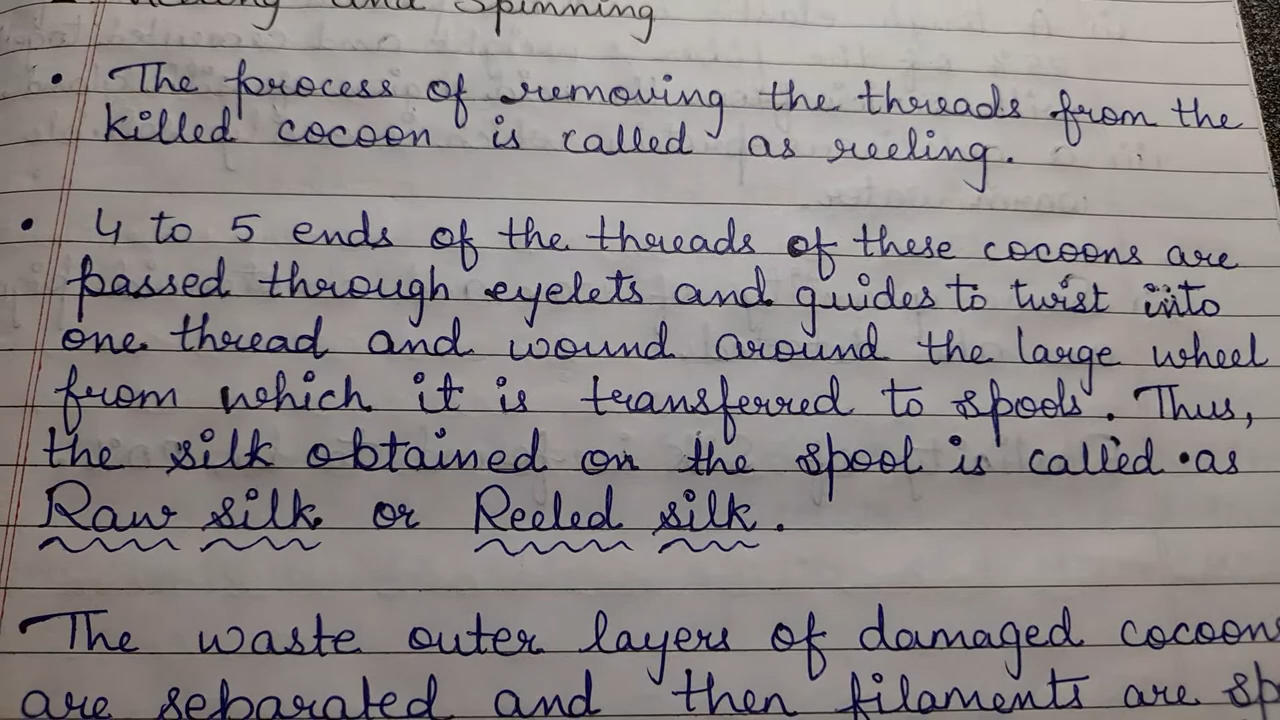 and Spinning
• The process of removing the threads from the
killed cocoon is called as reeling.
• 4 to 5 ends of the threads of these cocoons are
passed through eyelets and guides to twist into
one thread and wound around the large wheel
from which it is transferred to spools. Thus,
the silk obtained on the spool is called as
Raw silk or Reeled silk.
The waste outer layers of damaged cocoons
are separated and then filaments are